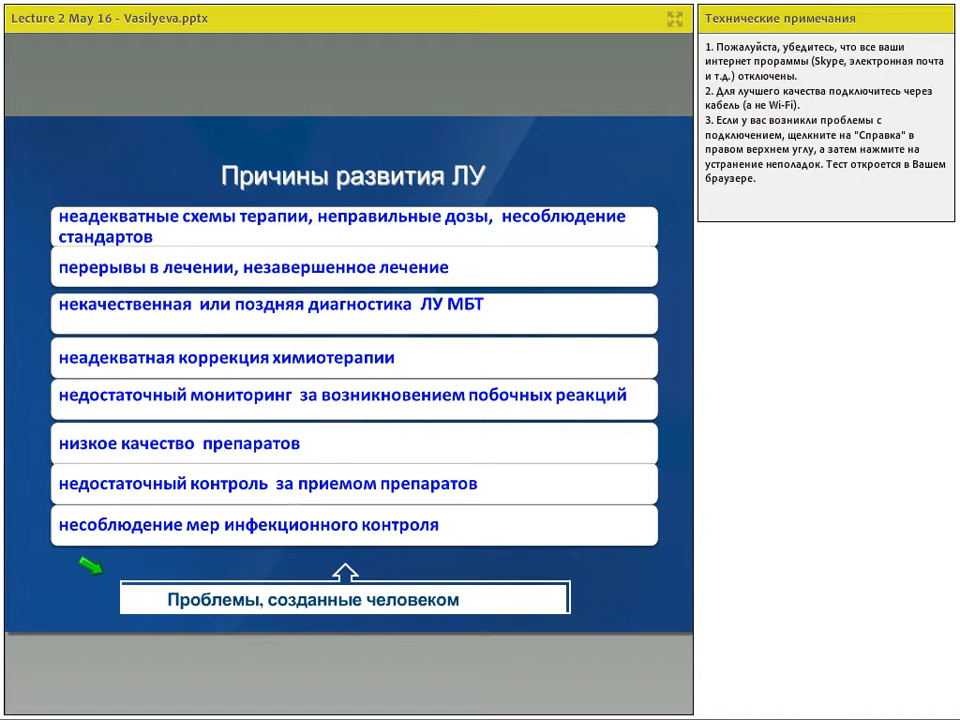 Lecture 2 May 16 - Vasilyeva.pptx
Причины развития ЛУ
неадекватные схемы терапии, неправильные дозы, несоблюдение
стандартов
перерывы в лечении, незавершенное лечение
некачественная или поздняя диагностика ЛУ МБТ
неадекватная коррекция химиотерапии
недостаточный мониторинг за возникновением побочных реакций
низкое качество препаратов
недостаточный контроль за приемом препаратов
несоблюдение мер инфекционного контроля
Проблемы, созданные человеком
Технические примечания
1. Пожалуйста, убедитесь, что все ваши
интернет прораммы (Skype, электронная почта
и т.д.) отключены.
2. Для лучшего качества подключитесь через
кабель (а не Wi-Fi).
3. Если у вас возникли проблемы с
подключением, щелкните на "Справка" в
правом верхнем углу, а затем нажмите на
устранение неполадок. Тест откроется в Вашем
браузере.